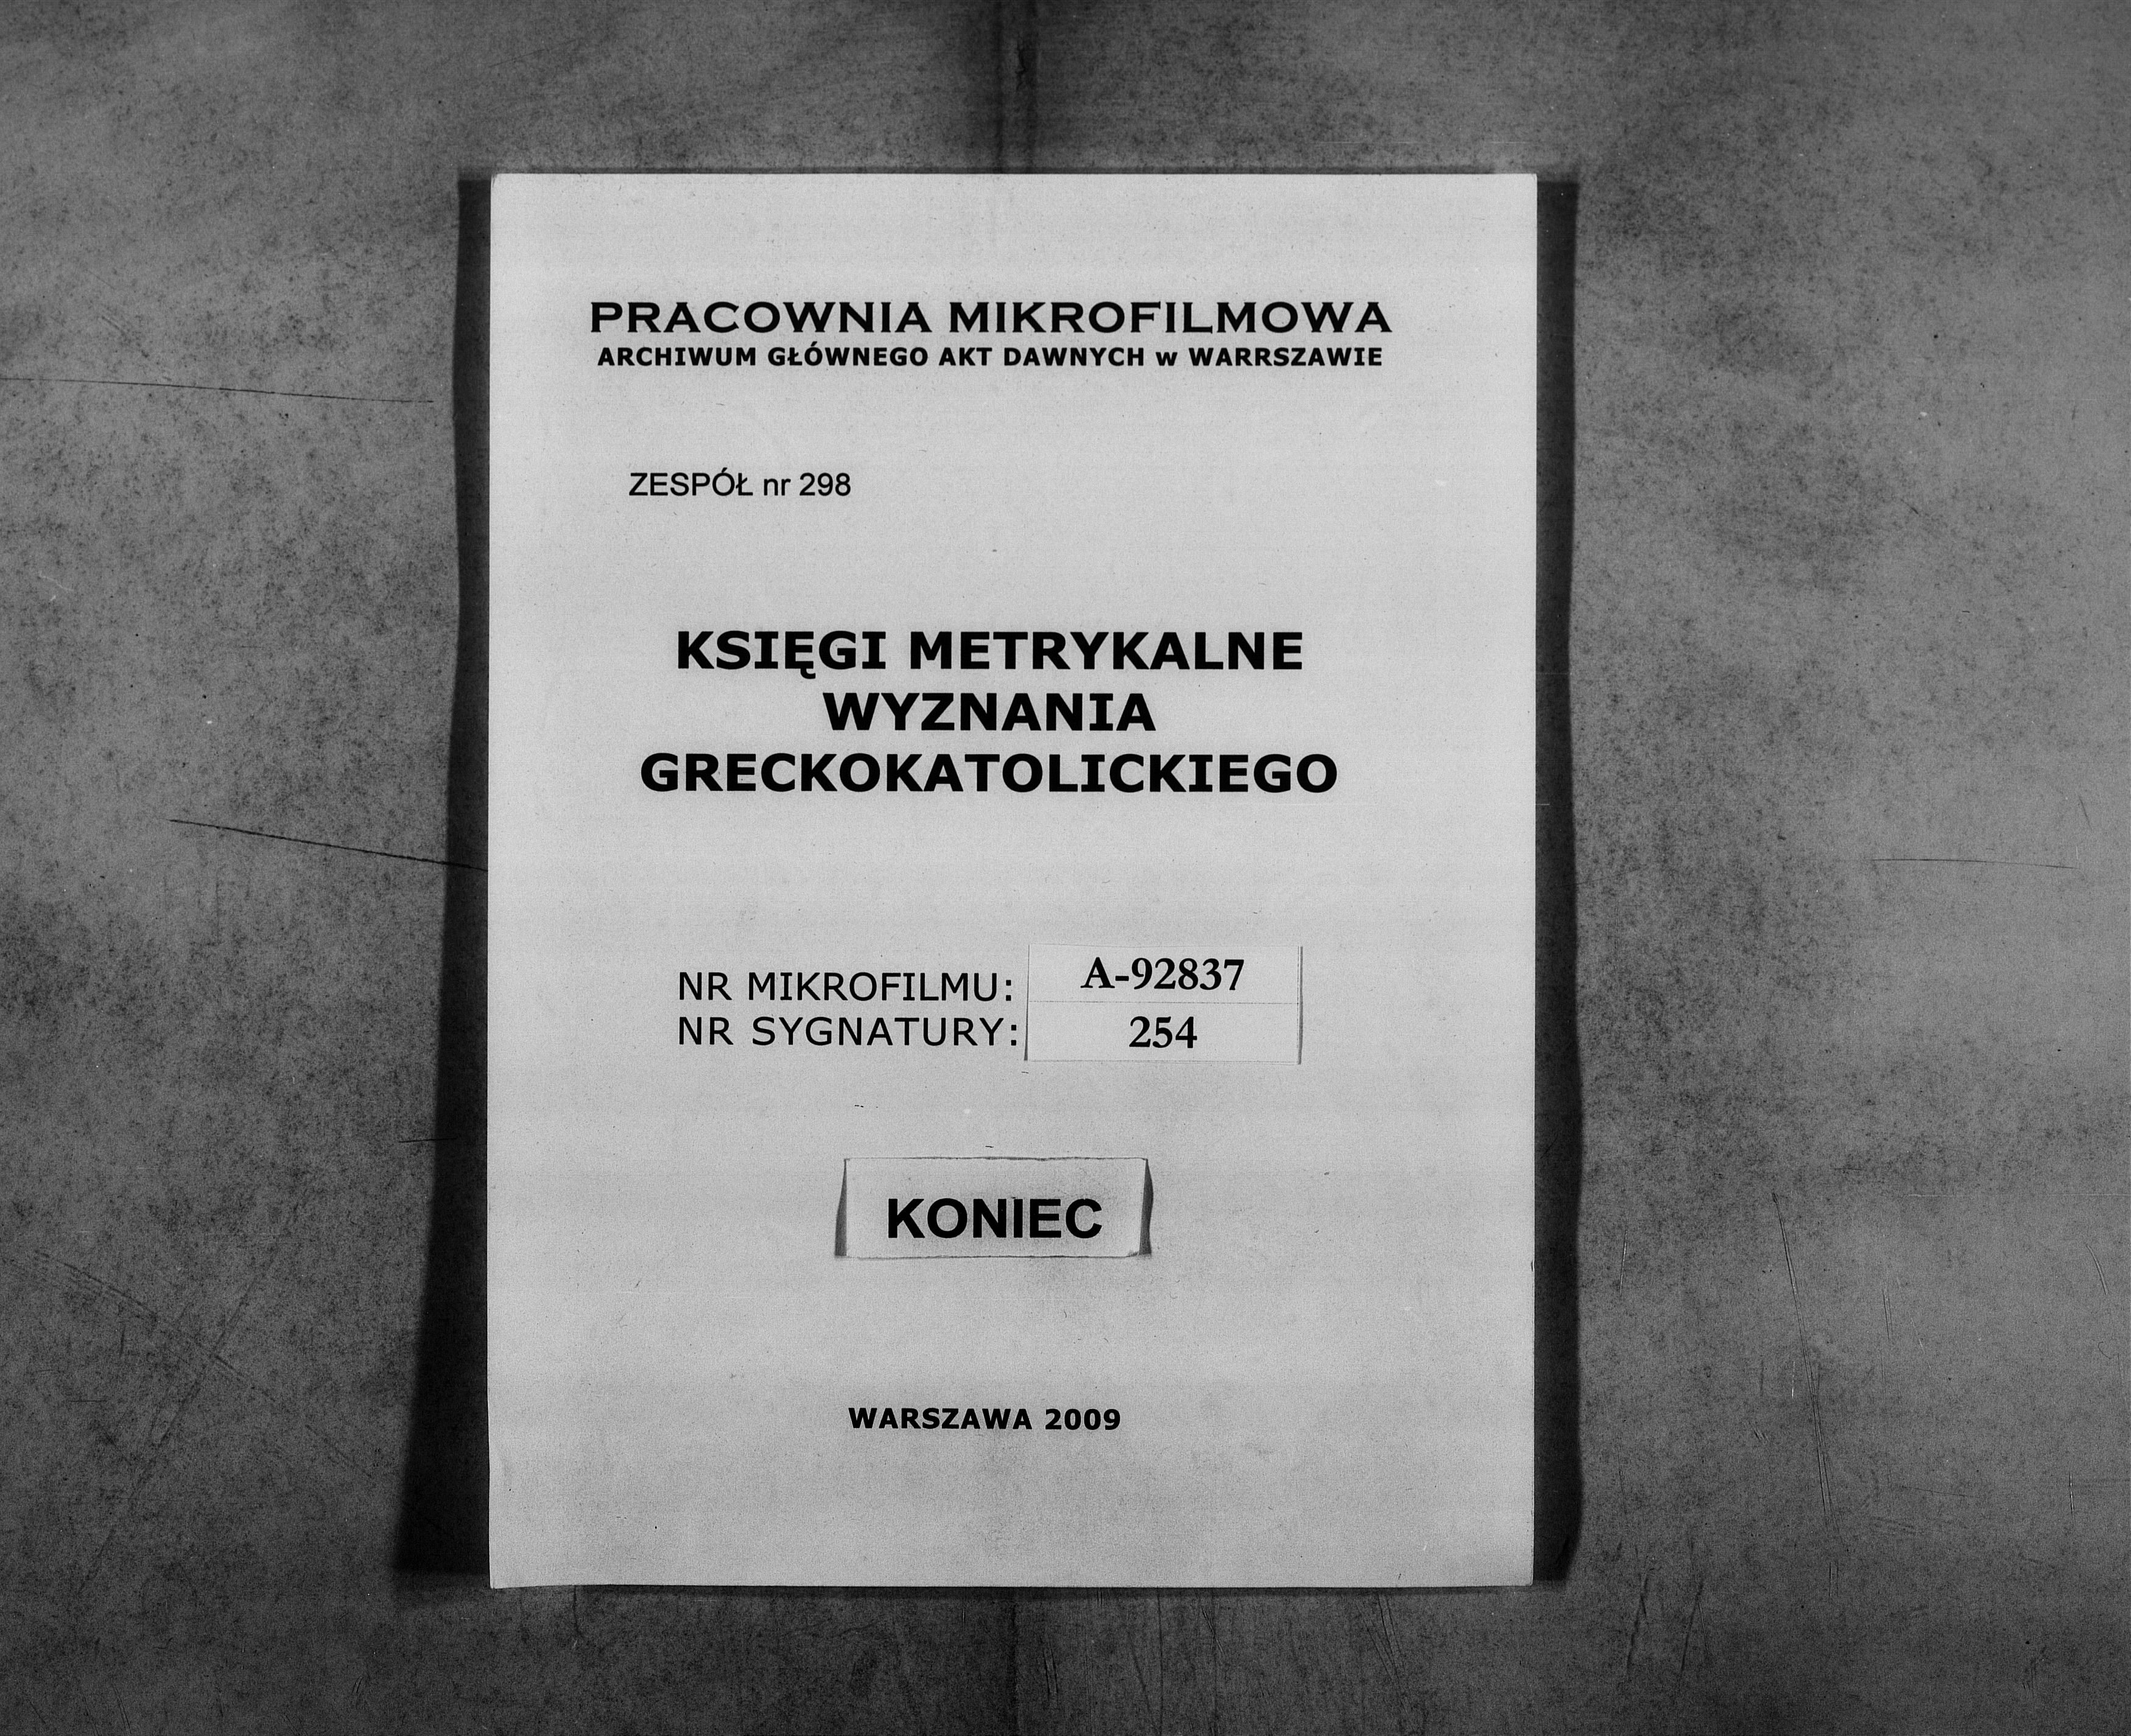 PRACOWNIA MIKROFILMOWA
ARCHIWUM GŁÓWNEGO AKT DAWNYCH w WARRSZAWIE
ZESPÓŁ nr 298
KSIĘGI METRYKALNE
WYZNANIA
GRECKOKATOLICKIEGO
NR MIKROFILMU: A-92837
NR SYGNATURY: 254
KONIEC
WARSZAWA 2009